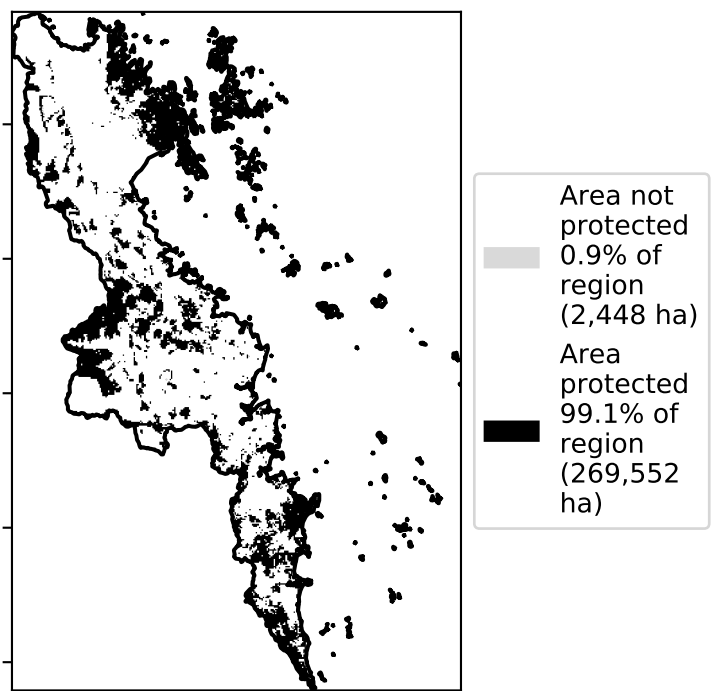 Area not
protected
0.9% of
region
(2,448 ha)
Area
protected
99.1% of
region
(269,552
ha)